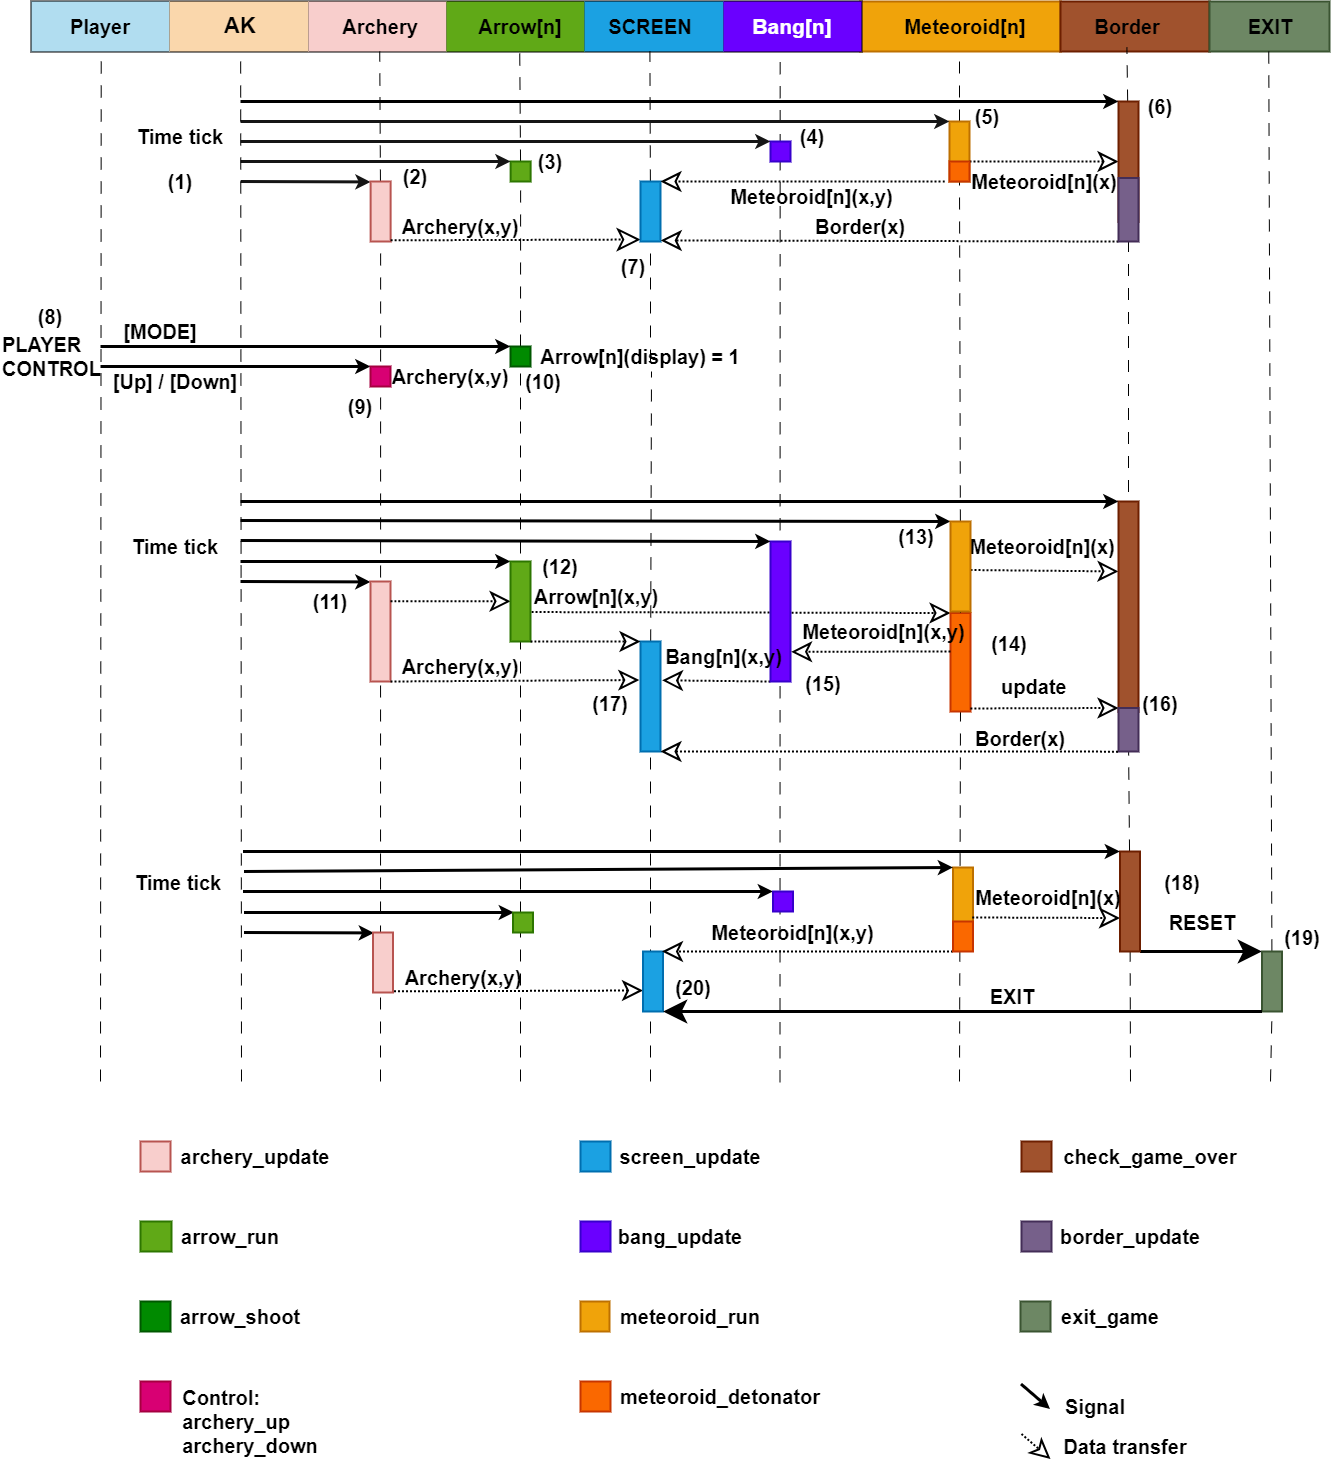 Player AK Archery Arrow[n] SCREEN Bang[n] Meteoroid[n] Border EXIT
(6)
(5)
Time tick (4)
(3)
(1) (2) Meteoroid[n](x)
Meteoroid[n](x,y)
Archery(x,y) Border(x)
(7)
(8)
[MODE]
PLAYER
CONTROL
Arrow[n](display) = 1
[Up] / [Down] Archery(x,y) (10)
(9)
Time tick (13) Meteoroid[n](x)
(12)
(11) Arrow[n](x,y)
Meteoroid[n](x,y) (14)
Archery(x,y) Bang[n](x,y)
(15) update
(17) (16)
Border(x)
Time tick (18)
Meteoroid[n](x)
Meteoroid[n](x,y) RESET
(19)
Archery(x,y) (20)
EXIT
archery_update screen_update check_game_over
arrow_run bang_update border_update
arrow_shoot meteoroid_run exit_game
Control: meteoroid_detonator
archery_up Signal
archery_down Data transfer